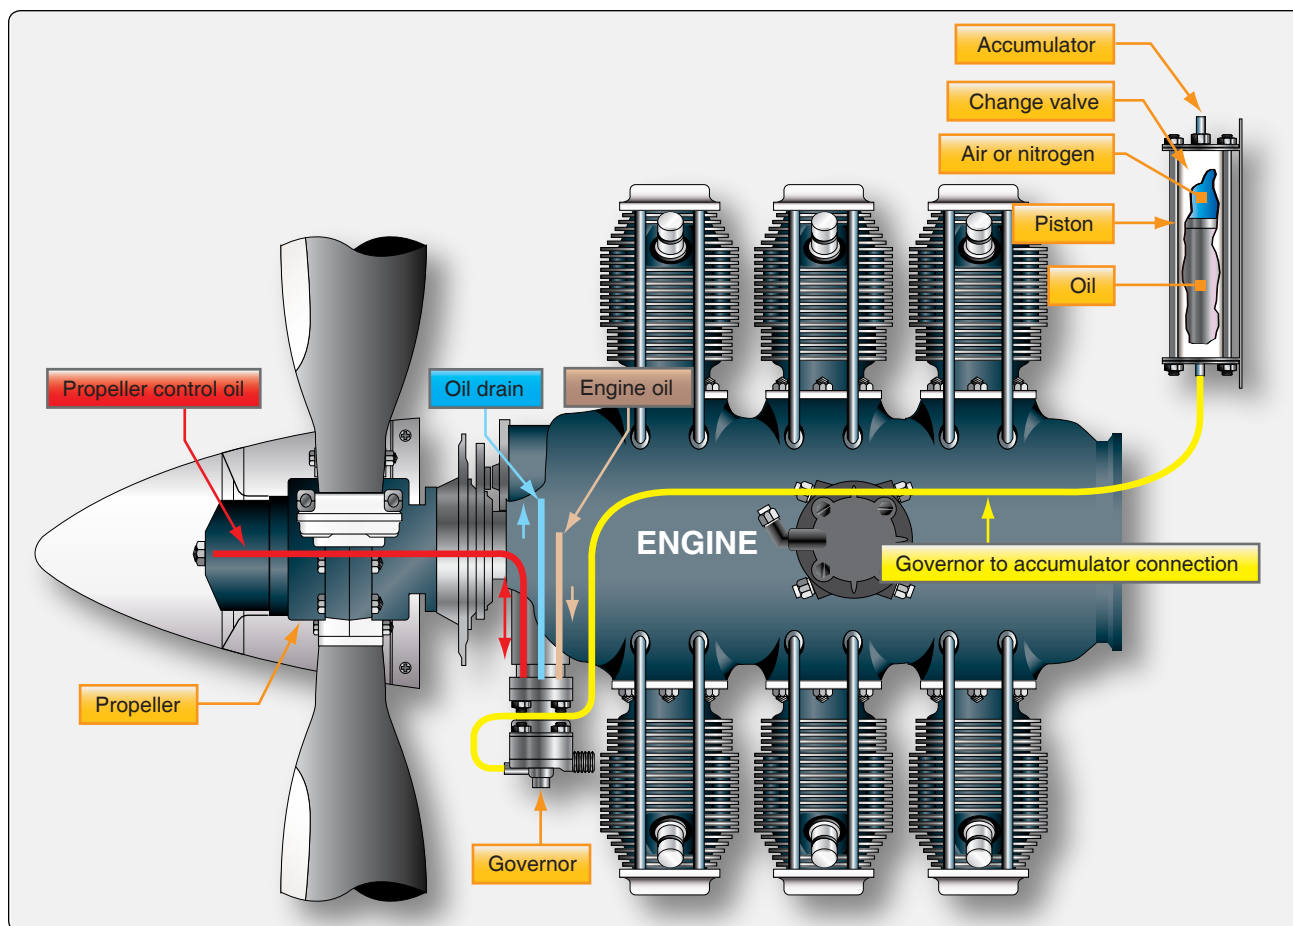 Accumulator
Change valve
Air or nitrogen
Piston
Oil
Propeller control oil
Oil drain
Engine oil
ENGINE
Governor to accumulator connection
Propeller
Governor